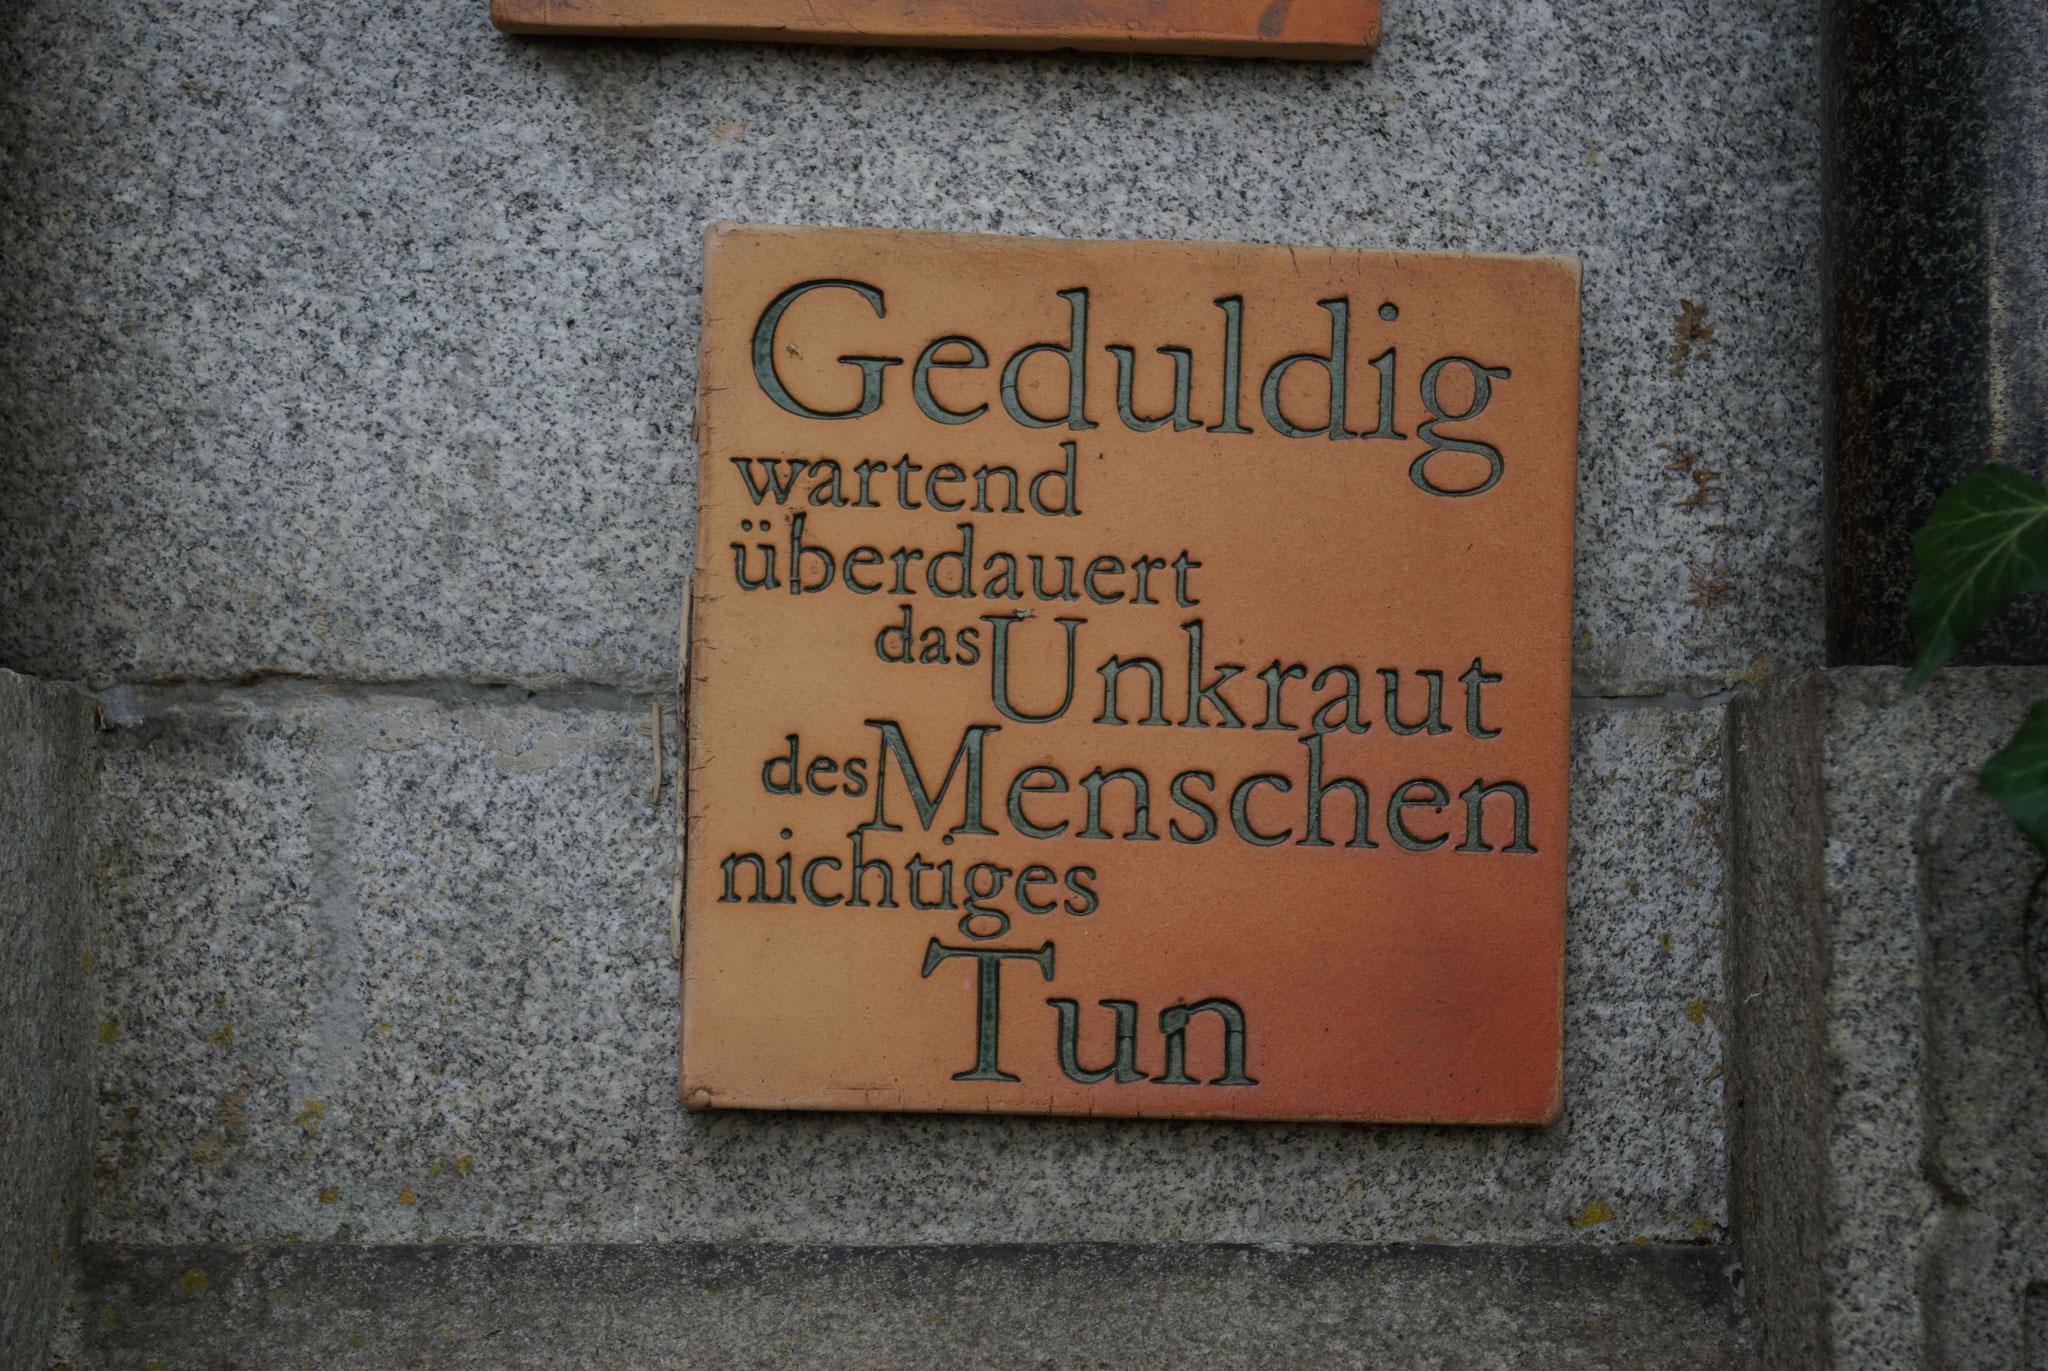 Geduldig
wartend
überdauert
das Unkraut
des Menschen
nichtiges
Tun